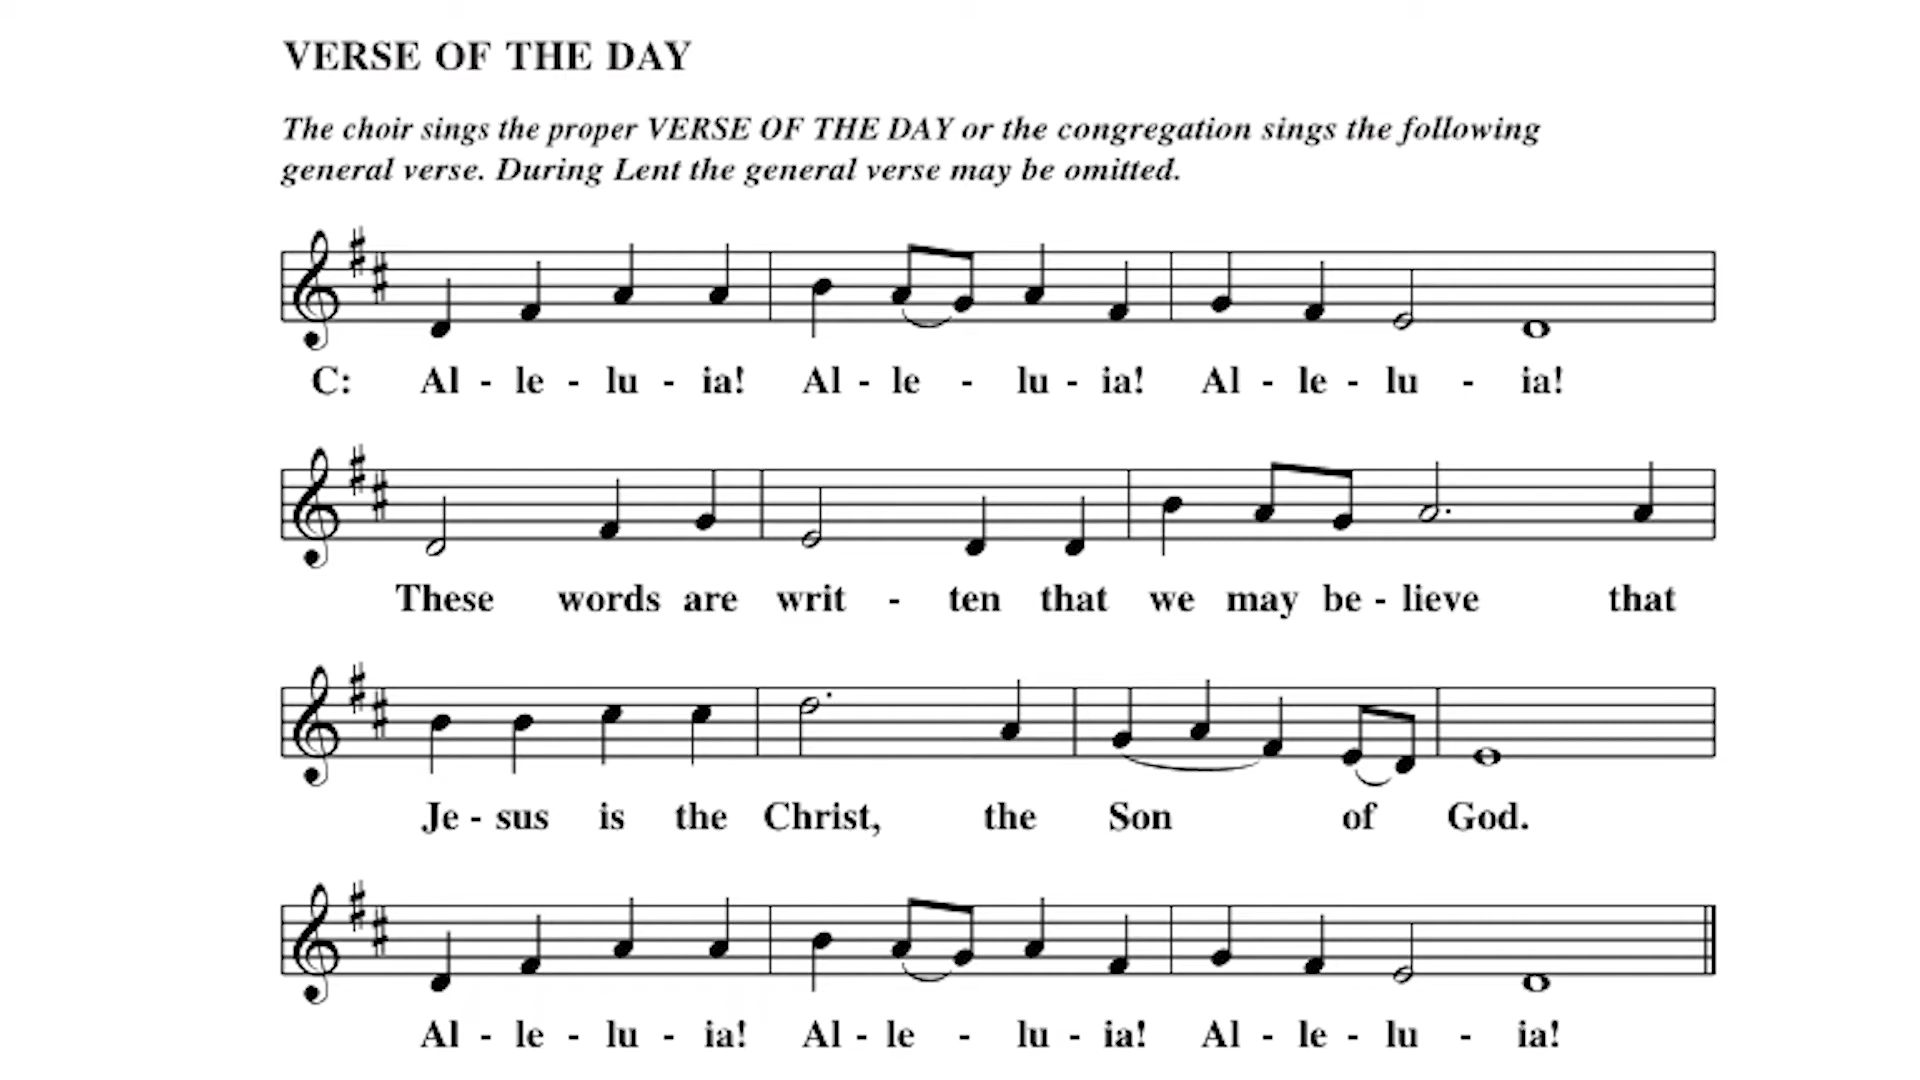 VERSE OF THE DAY
The choir sings the proper VERSE OF THE DAY or the congregation sings the following
general verse. During Lent the general verse may be omitted.
C: Al - le - lu - ia! Al - le - lu - ia! Al - le - lu - ia!
These words are writ - ten that we may be - lieve that
Je - sus is the Christ, the Son of God.
Al - le - lu - ia! Al - le - lu - ia! Al - le - lu - ia!